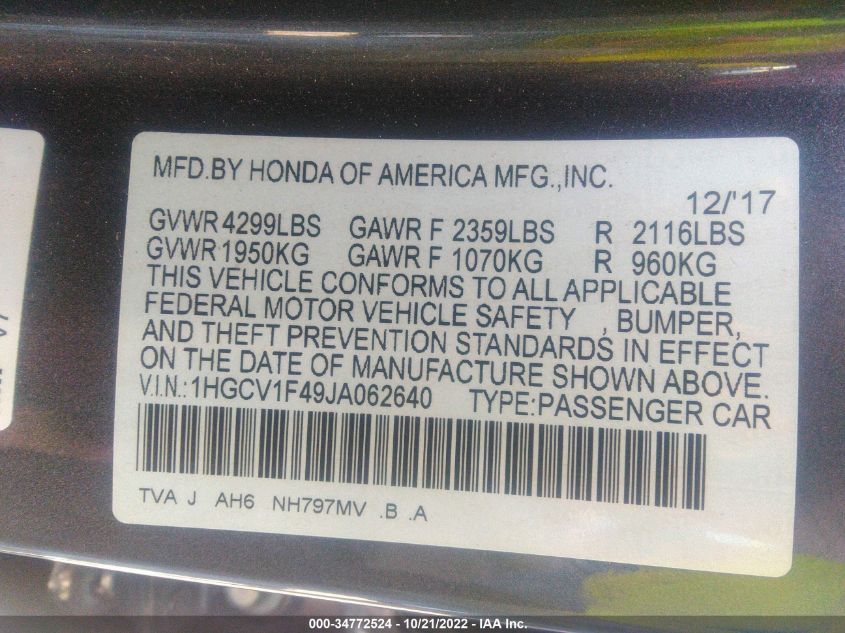 MFD.BY HONDA OF AMERICA MFG.,INC.
12/'17
GVWR 4299LBS GAWR F 2359LBS R 2116LBS
GVWR 1950KG GAWR F 1070KG R 960KG
THIS VEHICLE CONFORMS TO ALL APPLICABLE
FEDERAL MOTOR VEHICLE SAFETY , BUMPER,
AND THEFT PREVENTION STANDARDS IN EFFECT
ON THE DATE OF MANUFACTURE SHOWN ABOVE.
V.I.N.:1HGCV1F49JA062640 TYPE:PASSENGER CAR
TVA J AH6 NH797MV .B .A
000-34772524 - 10/21/2022 - IAA Inc.